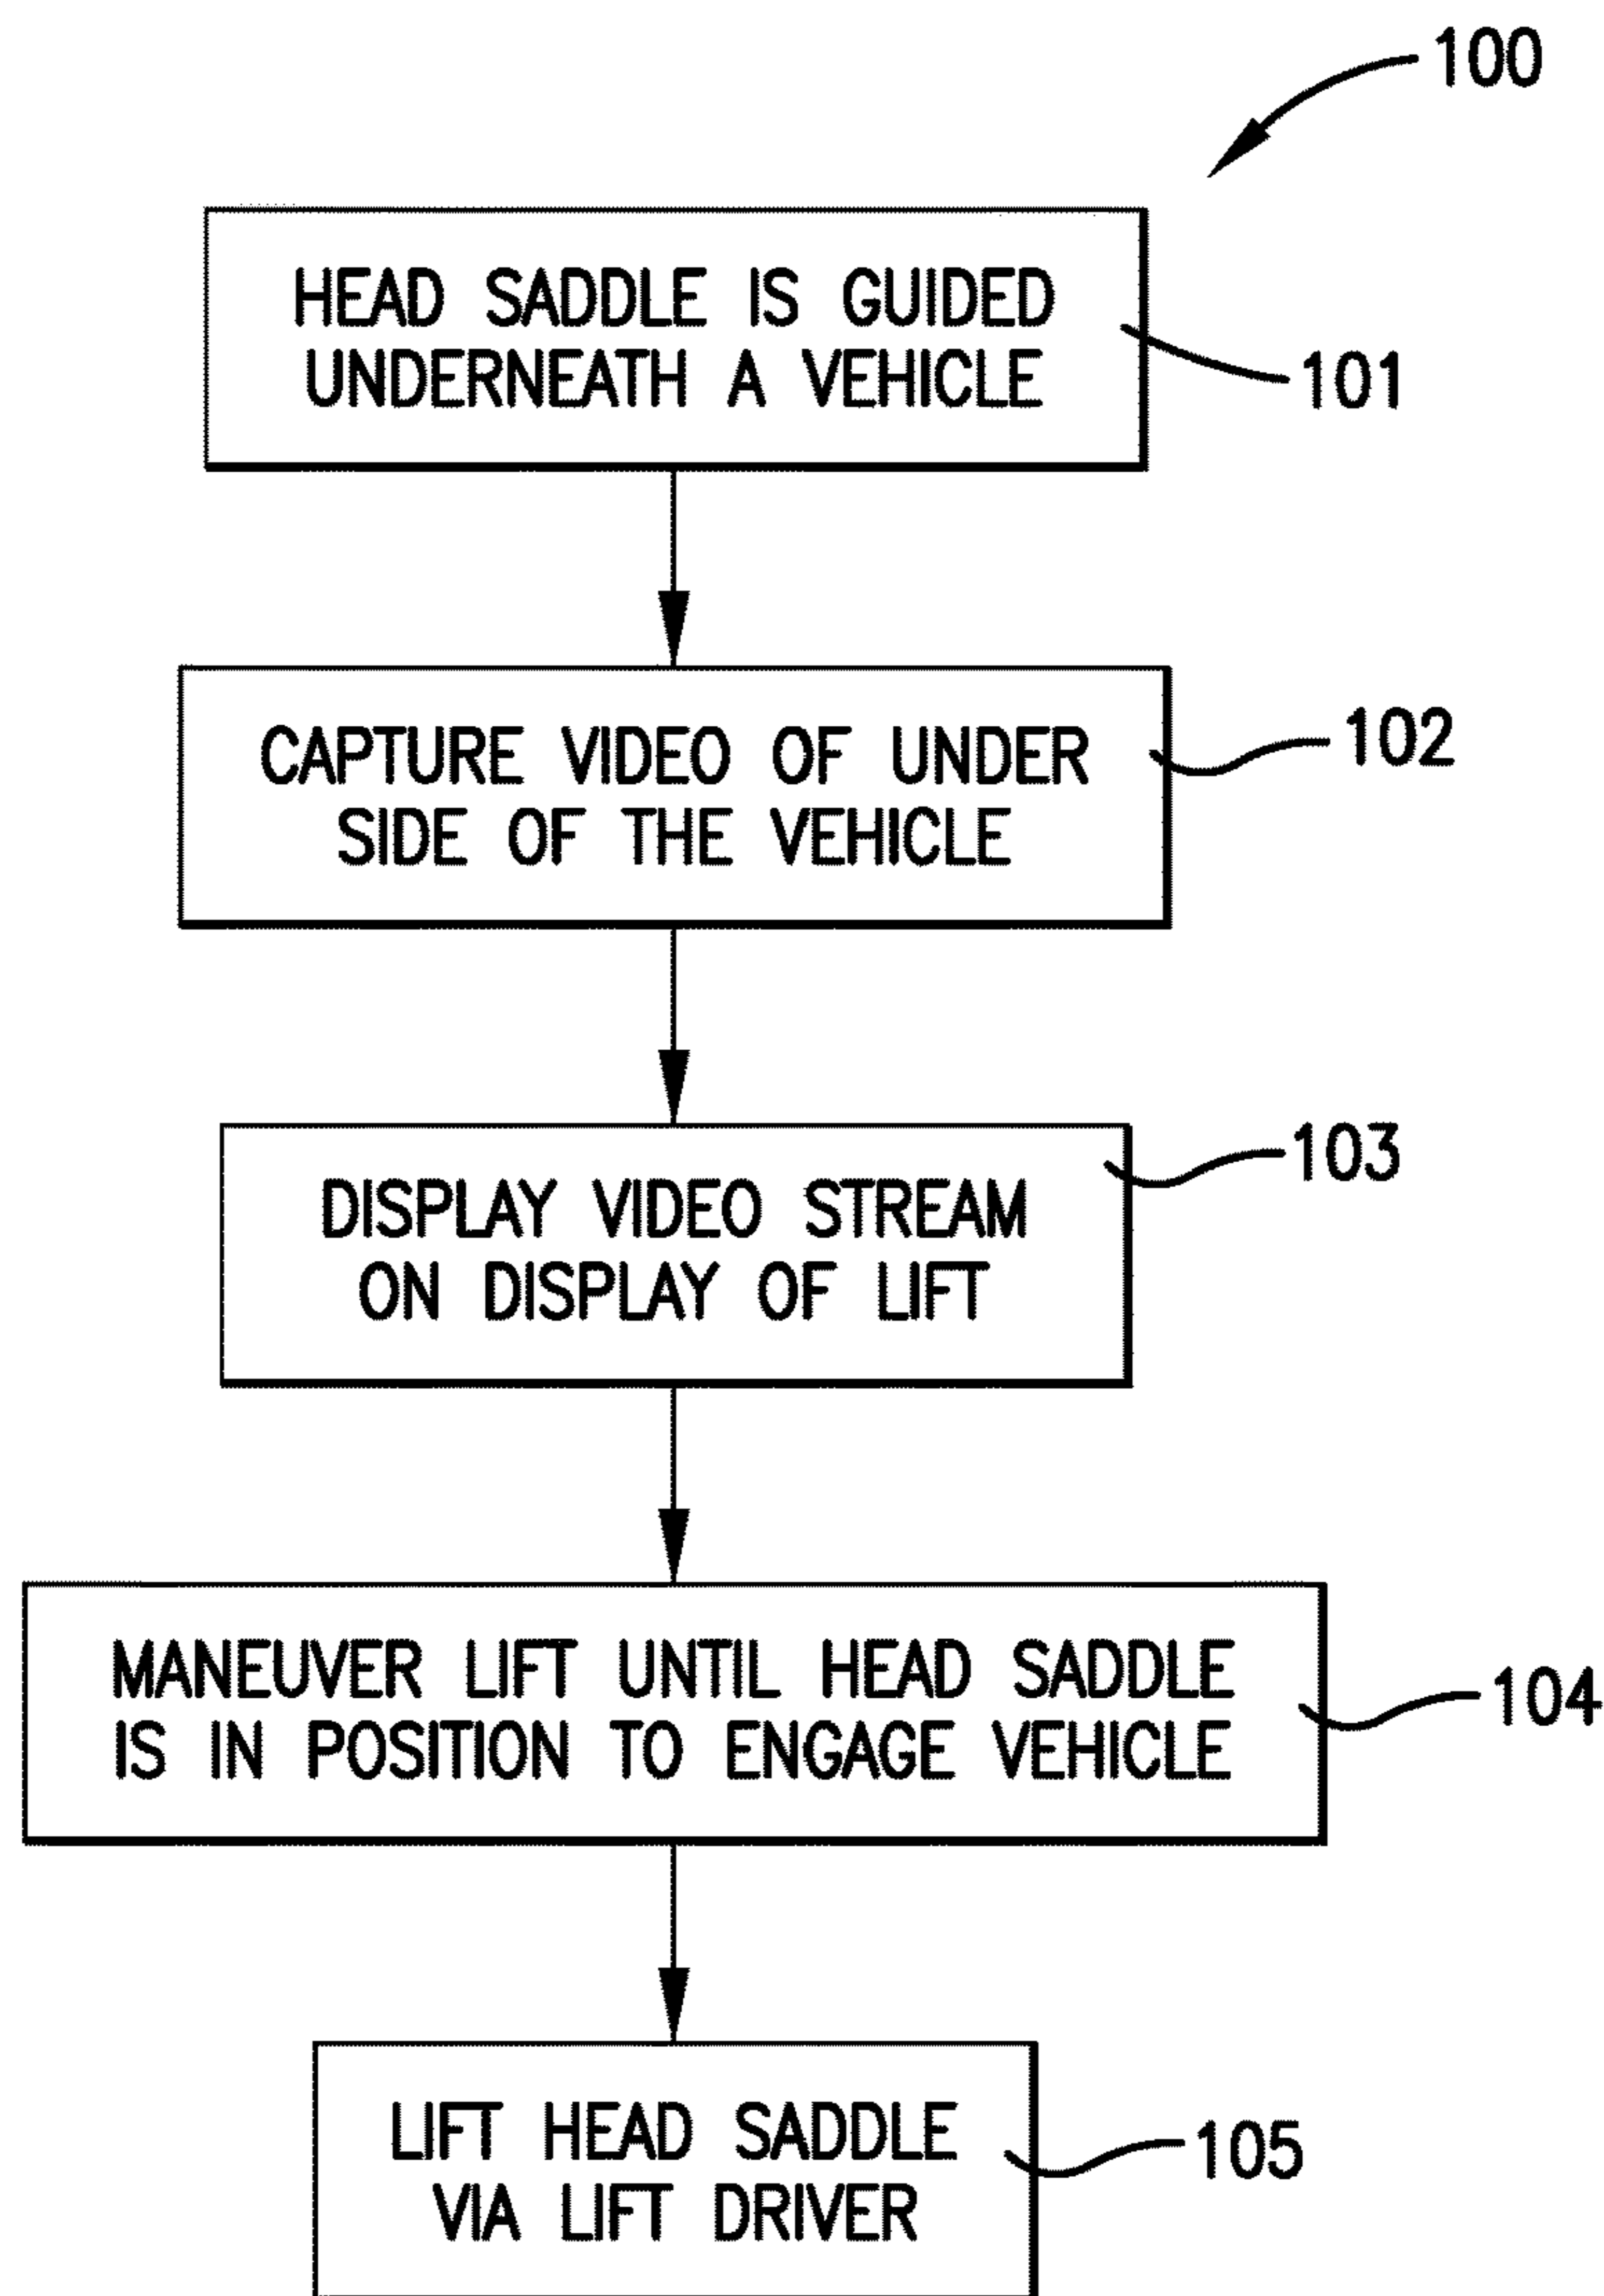 100
HEAD SADDLE IS GUIDED
UNDERNEATH A VEHICLE
101
CAPTURE VIDEO OF UNDER
SIDE OF THE VEHICLE
102
DISPLAY VIDEO STREAM
ON DISPLAY OF LIFT
103
MANEUVER LIFT UNTIL HEAD SADDLE
IS IN POSITION TO ENGAGE VEHICLE
104
LIFT HEAD SADDLE
VIA LIFT DRIVER
105